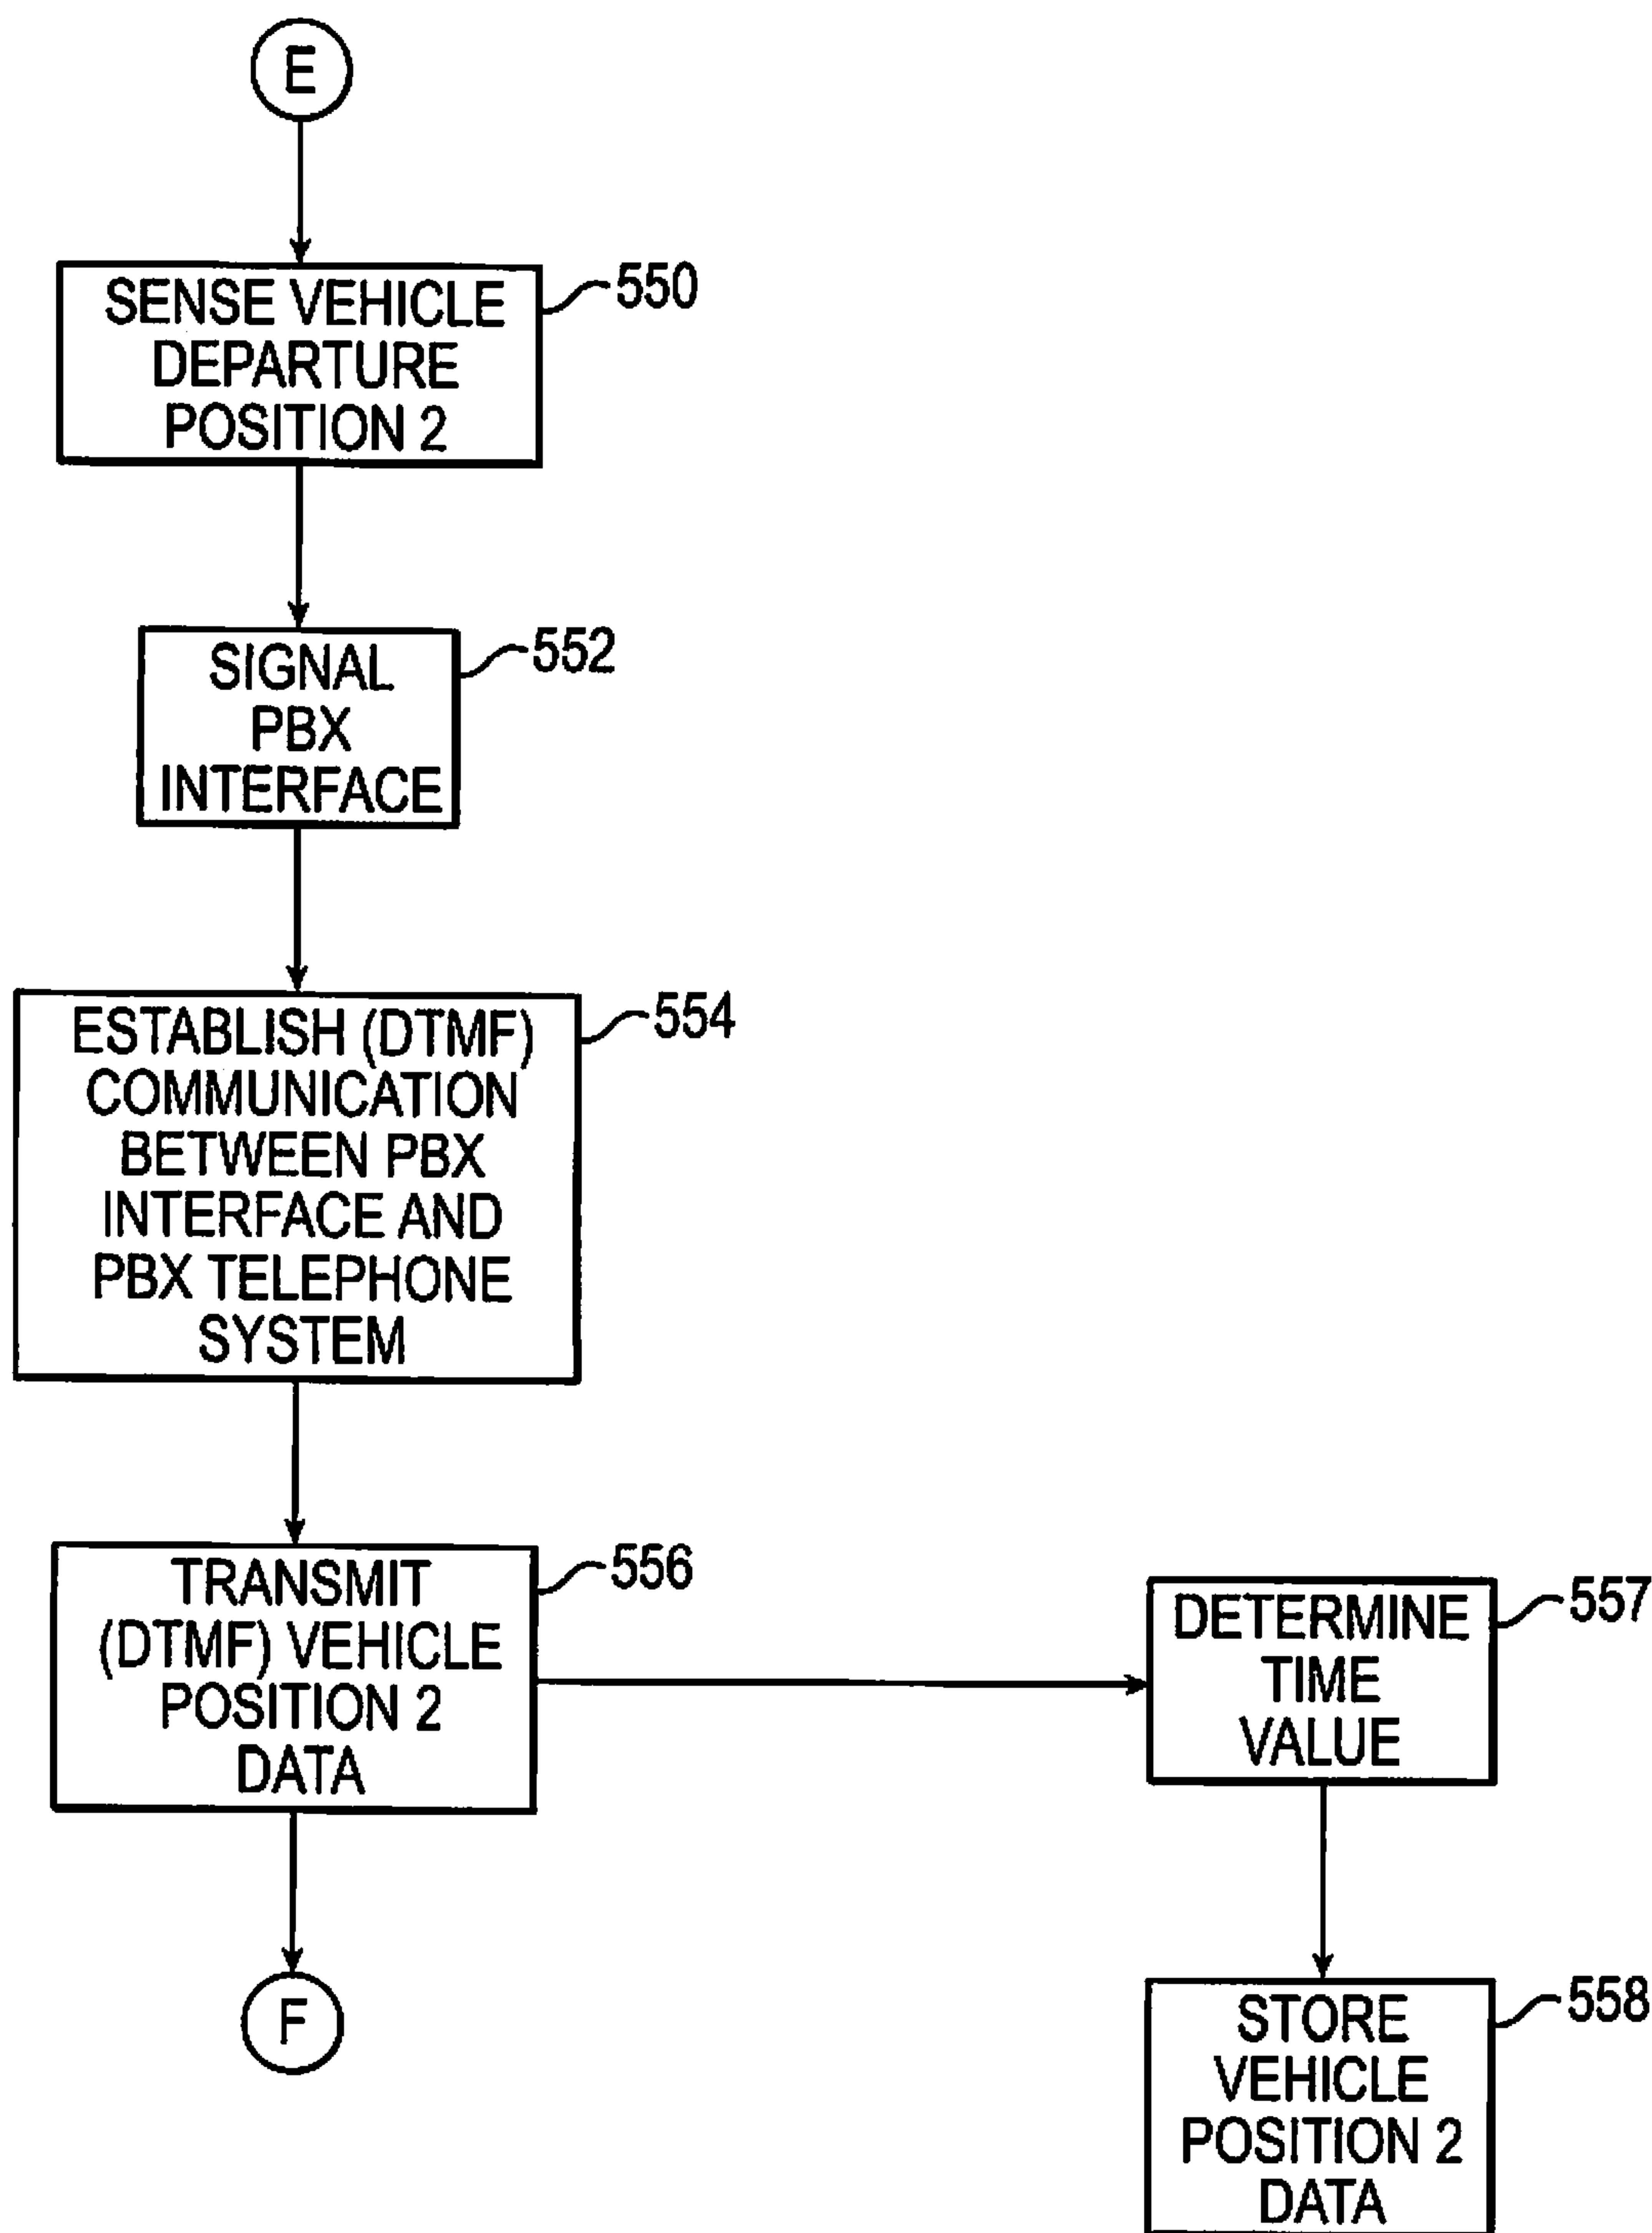 E
SENSE VEHICLE
DEPARTURE
POSITION 2
550
SIGNAL
PBX
INTERFACE
552
ESTABLISH (DTMF)
COMMUNICATION
BETWEEN PBX
INTERFACE AND
PBX TELEPHONE
SYSTEM
554
TRANSMIT
(DTMF) VEHICLE
POSITION 2
DATA
556
DETERMINE
TIME
VALUE
557
F
STORE
VEHICLE
POSITION 2
DATA
558